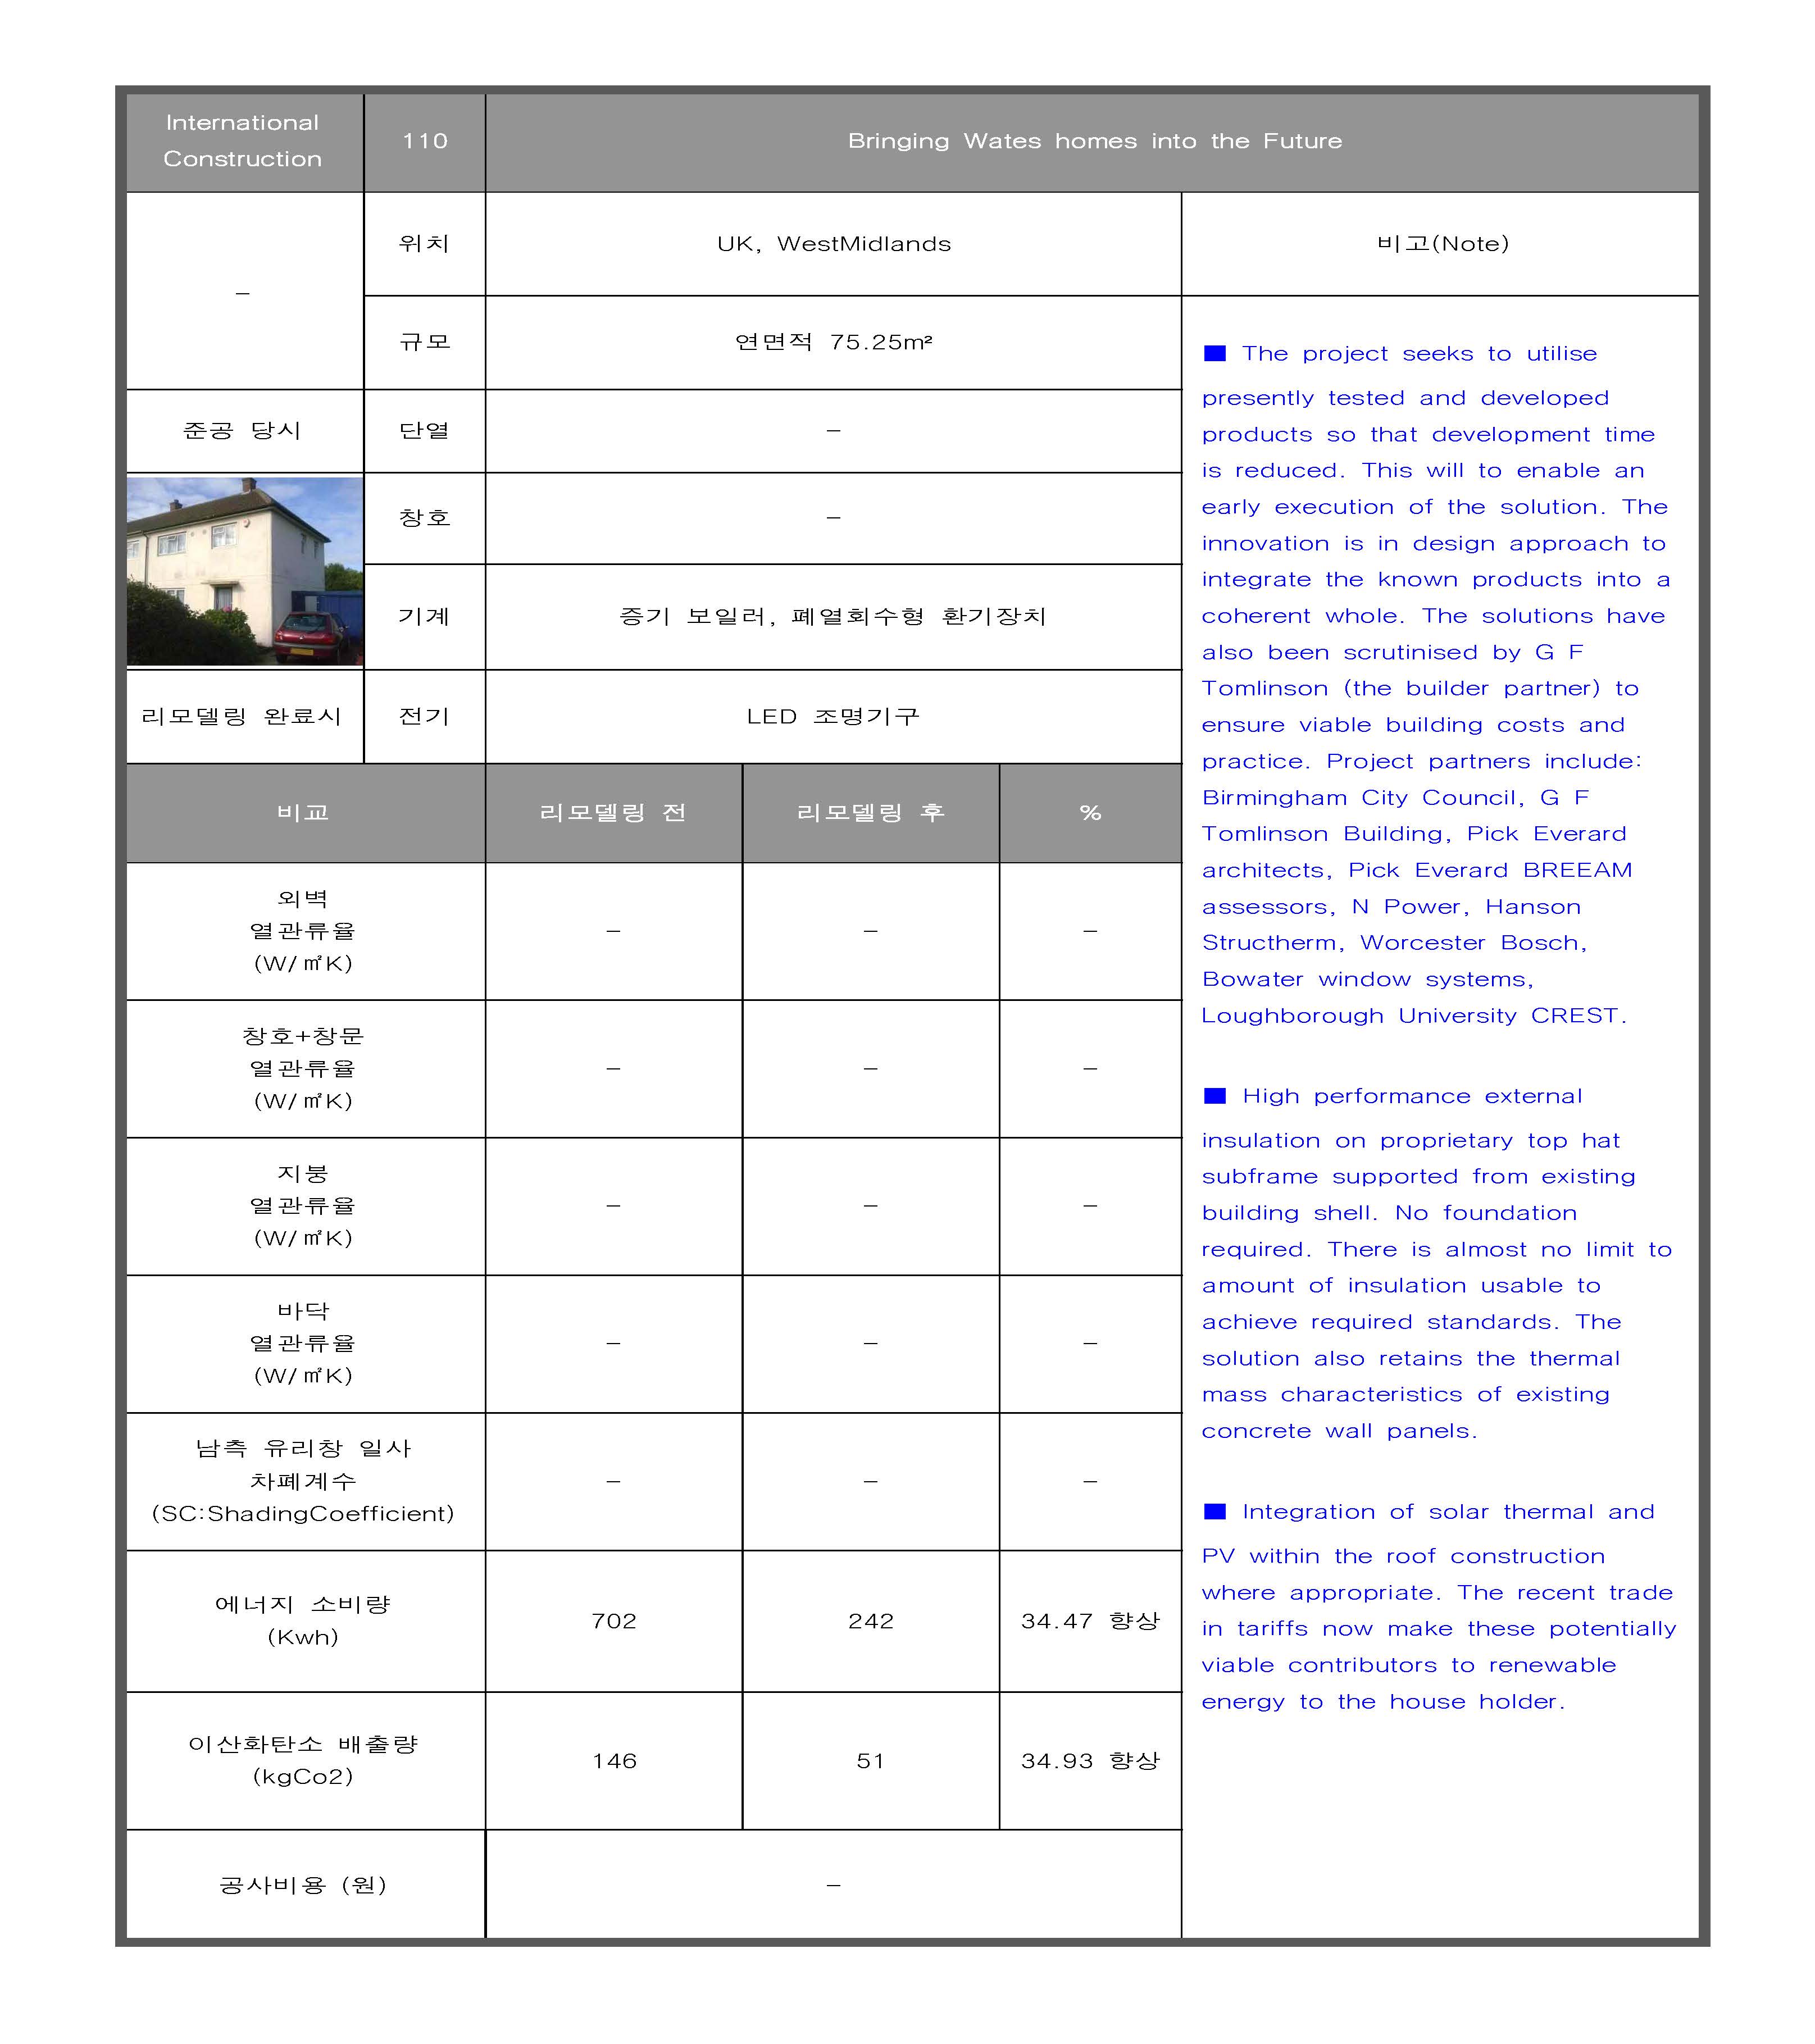 International
Construction
110
Bringing Wates homes into the Future
–
위치
UK, WestMidlands
비고(Note)
규모
연면적 75.25m²
준공 당시
단열
–
창호
–
기계
증기 보일러, 폐열회수형 환기장치
리모델링 완료시
전기
LED 조명기구
■ The project seeks to utilise
presently tested and developed
products so that development time
is reduced. This will to enable an
early execution of the solution. The
innovation is in design approach to
integrate the known products into a
coherent whole. The solutions have
also been scrutinised by G F
Tomlinson (the builder partner) to
ensure viable building costs and
practice. Project partners include:
Birmingham City Council, G F
Tomlinson Building, Pick Everard
architects, Pick Everard BREEAM
assessors, N Power, Hanson
Structherm, Worcester Bosch,
Bowater window systems,
Loughborough University CREST.
■ High performance external
insulation on proprietary top hat
subframe supported from existing
building shell. No foundation
required. There is almost no limit to
amount of insulation usable to
achieve required standards. The
solution also retains the thermal
mass characteristics of existing
concrete wall panels.
■ Integration of solar thermal and
PV within the roof construction
where appropriate. The recent trade
in tariffs now make these potentially
viable contributors to renewable
energy to the house holder.
비교
리모델링 전
리모델링 후
%
외벽
열관류율
(W/㎡K)
–
–
–
창호+창문
열관류율
(W/㎡K)
–
–
–
지붕
열관류율
(W/㎡K)
–
–
–
바닥
열관류율
(W/㎡K)
–
–
–
남측 유리창 일사
차폐계수
(SC:ShadingCoefficient)
–
–
–
에너지 소비량
(Kwh)
702
242
34.47 향상
이산화탄소 배출량
(kgCo2)
146
51
34.93 향상
공사비용 (원)
–